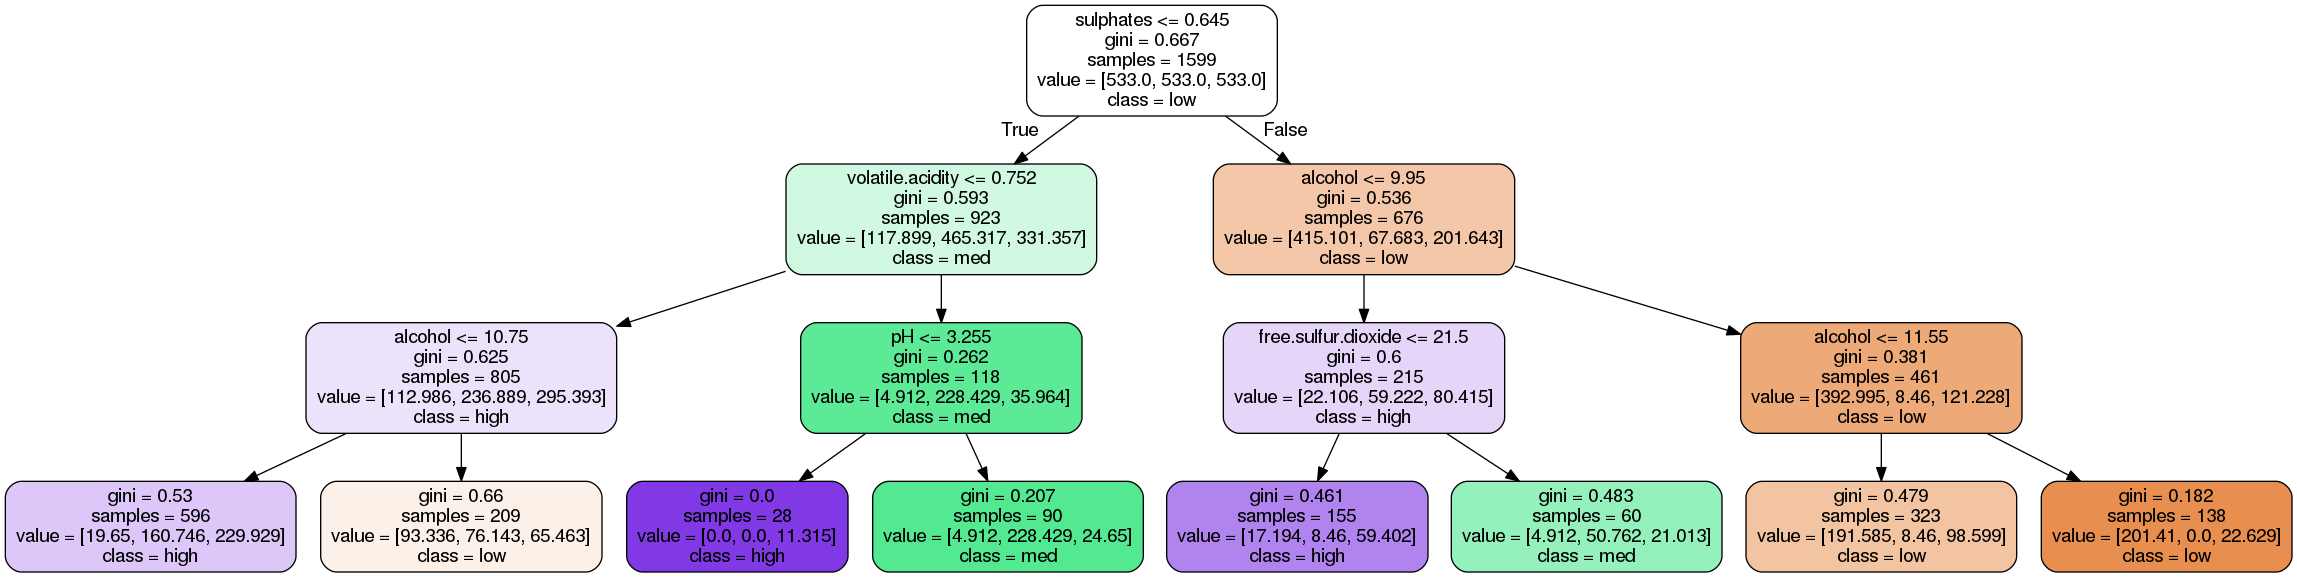 sulphates <= 0.645
gini = 0.667
samples = 1599
value = [533.0, 533.0, 533.0]
class = low
True
False
volatile.acidity <= 0.752
gini = 0.593
samples = 923
value = [117.899, 465.317, 331.357]
class = med
alcohol <= 9.95
gini = 0.536
samples = 676
value = [415.101, 67.683, 201.643]
class = low
alcohol <= 10.75
gini = 0.625
samples = 805
value = [112.986, 236.889, 295.393]
class = high
pH <= 3.255
gini = 0.262
samples = 118
value = [4.912, 228.429, 35.964]
class = med
free.sulfur.dioxide <= 21.5
gini = 0.6
samples = 215
value = [22.106, 59.222, 80.415]
class = high
alcohol <= 11.55
gini = 0.381
samples = 461
value = [392.995, 8.46, 121.228]
class = low
gini = 0.53
samples = 596
value = [19.65, 160.746, 229.929]
class = high
gini = 0.66
samples = 209
value = [93.336, 76.143, 65.463]
class = low
gini = 0.0
samples = 28
value = [0.0, 0.0, 11.315]
class = high
gini = 0.207
samples = 90
value = [4.912, 228.429, 24.65]
class = med
gini = 0.461
samples = 155
value = [17.194, 8.46, 59.402]
class = high
gini = 0.483
samples = 60
value = [4.912, 50.762, 21.013]
class = med
gini = 0.479
samples = 323
value = [191.585, 8.46, 98.599]
class = low
gini = 0.182
samples = 138
value = [201.41, 0.0, 22.629]
class = low